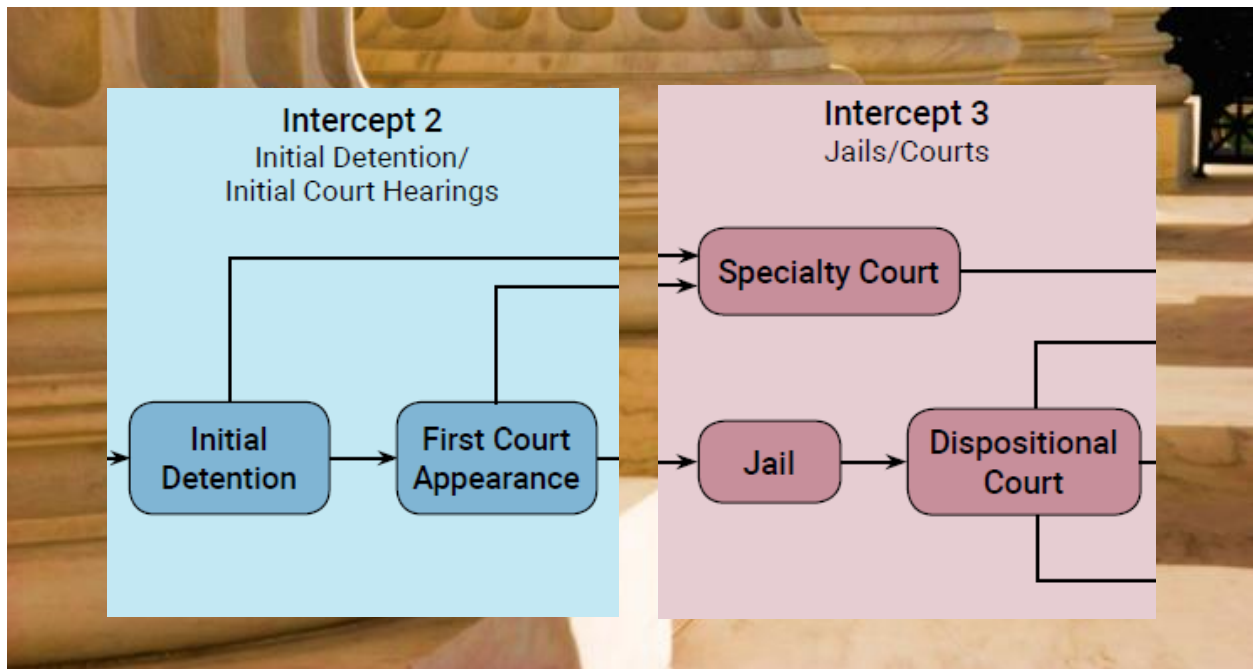 Intercept 2
Initial Detention/
Initial Court Hearings
Initial
Detention
First Court
Appearance
Intercept 3
Jails/Courts
Specialty Court
Jail
Dispositional
Court